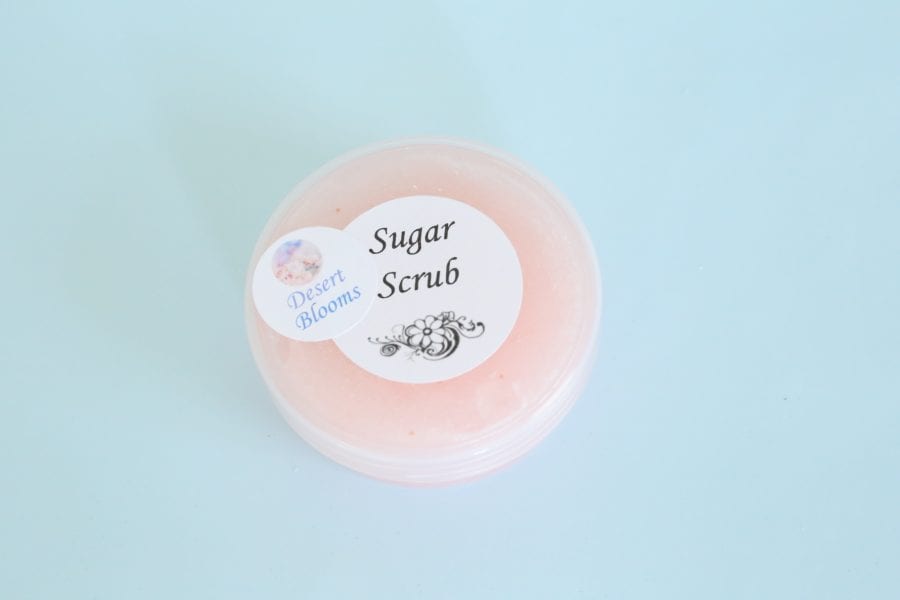 Sugar
Scrub
Desert
Blooms